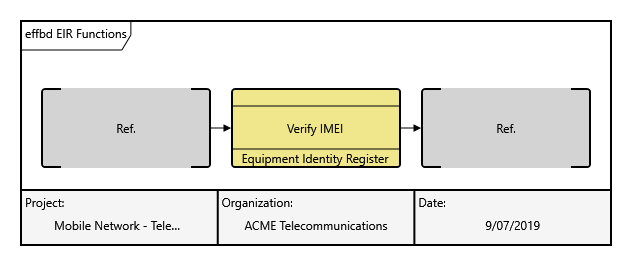 effbd EIR Functions
Ref.
Verify IMEI
Equipment Identity Register
Ref.
Project:
Mobile Network - Tele...
Organization:
ACME Telecommunications
Date:
9/07/2019